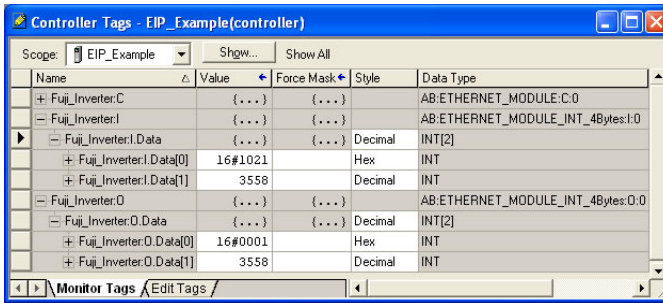 Controller Tags - EIP_Example(controller)
Scope: EIP_Example Show... Show All
Name Value Force Mask Style Data Type
Fuji_Inverter:C {...} {...} AB:ETHERNET_MODULE:C:0
Fuji_Inverter:I {...} {...} AB:ETHERNET_MODULE_INT_4Bytes:I:0
Fuji_Inverter:I.Data {...} {...} Decimal INT[2]
Fuji_Inverter:I.Data[0] 16#1021 Hex INT
Fuji_Inverter:I.Data[1] 3558 Decimal INT
Fuji_Inverter:O {...} {...} AB:ETHERNET_MODULE_INT_4Bytes:O:0
Fuji_Inverter:O.Data {...} {...} Decimal INT[2]
Fuji_Inverter:O.Data[0] 16#0001 Hex INT
Fuji_Inverter:O.Data[1] 3558 Decimal INT
Monitor Tags Edit Tags